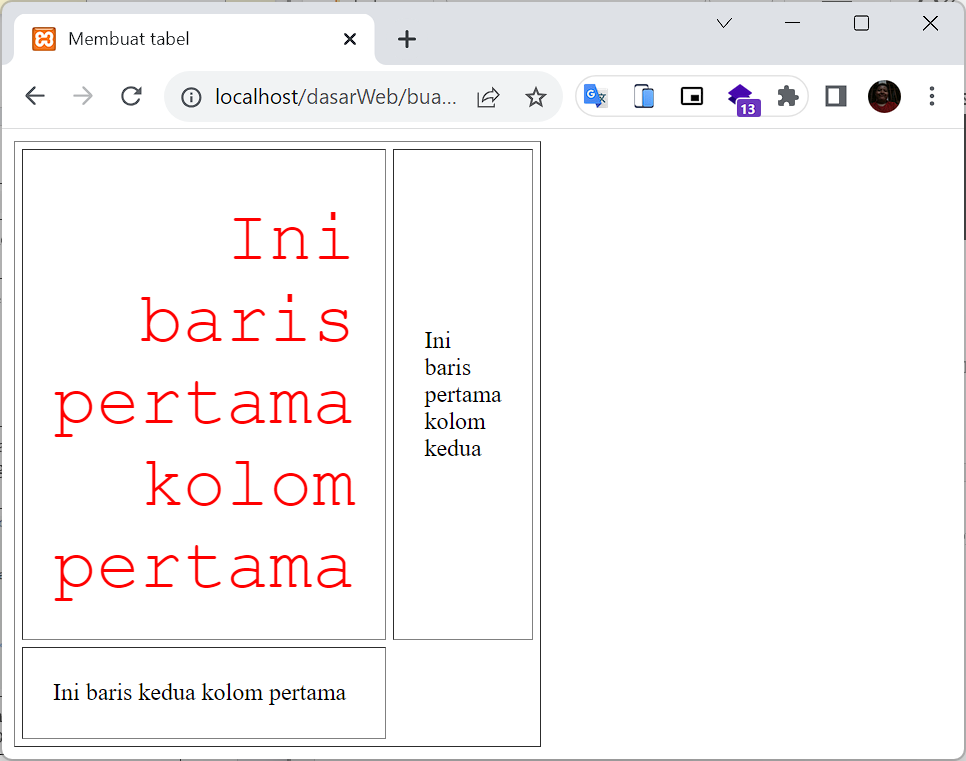 Membuat tabel
localhost/dasarWeb/bua...
13
Ini
baris
pertama
kolom
pertama
Ini
baris
pertama
kolom
kedua
Ini baris kedua kolom pertama